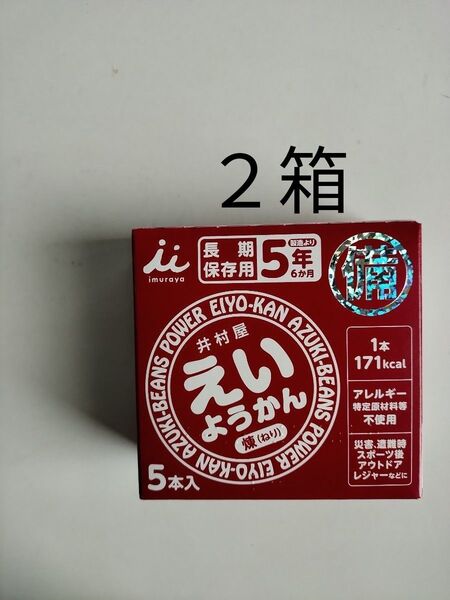 2箱
imuraya
長期
保存用
製造より
5年
6か月
備
AZUKI-BEANS POWER EIYO-KAN AZUKI-BEANS POWER EIYO-KAN
井村屋
えい
ようかん
煉(ねり)
5本入
1本
171kcal
アレルギー
特定原材料等
不使用
災害、遭難時
スポーツ後
アウトドア
レジャーなどに